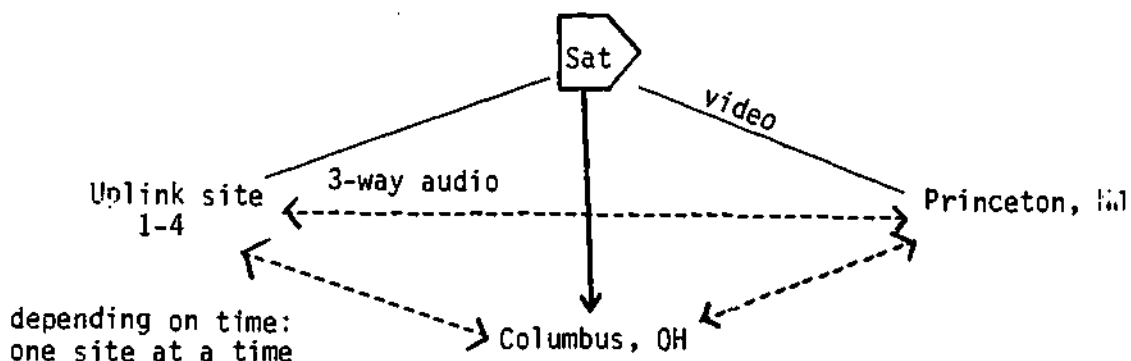 Sat
video
3-way audio
Uplink site
1-4
Princeton,
depending on time:
one site at a time
Columbus, OH